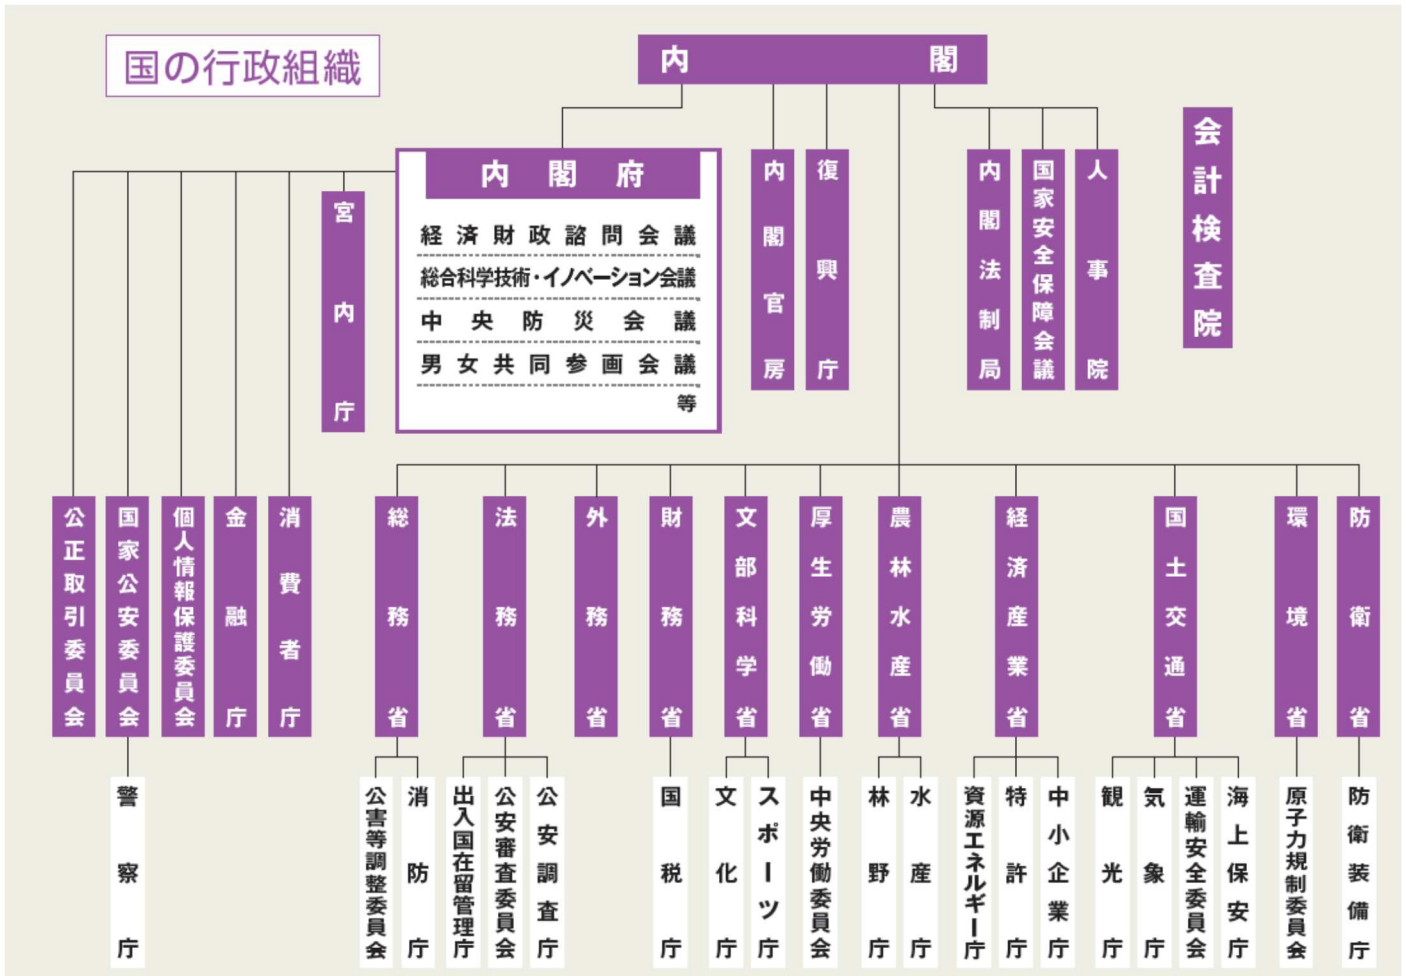 国の行政組織
内閣
会計検査院
内閣府
経済財政諮問会議
総合科学技術・イノベーション会議
中央防災会議
男女共同参画会議
等
宮内庁
内閣官房
復興庁
内閣法制局
国家安全保障会議
人事院
公正取引委員会
国家公安委員会
個人情報保護委員会
金融庁
消費者庁
総務省
法務省
外務省
財務省
文部科学省
厚生労働省
農林水産省
経済産業省
国土交通省
環境省
防衛省
警察庁
公害等調整委員会
消防庁
出入国在留管理庁
公安審査委員会
公安調査庁
国税庁
文化庁
スポーツ庁
中央労働委員会
林野庁
水産庁
資源エネルギー庁
特許庁
中小企業庁
観光庁
気象庁
運輸安全委員会
海上保安庁
原子力規制委員会
防衛装備庁